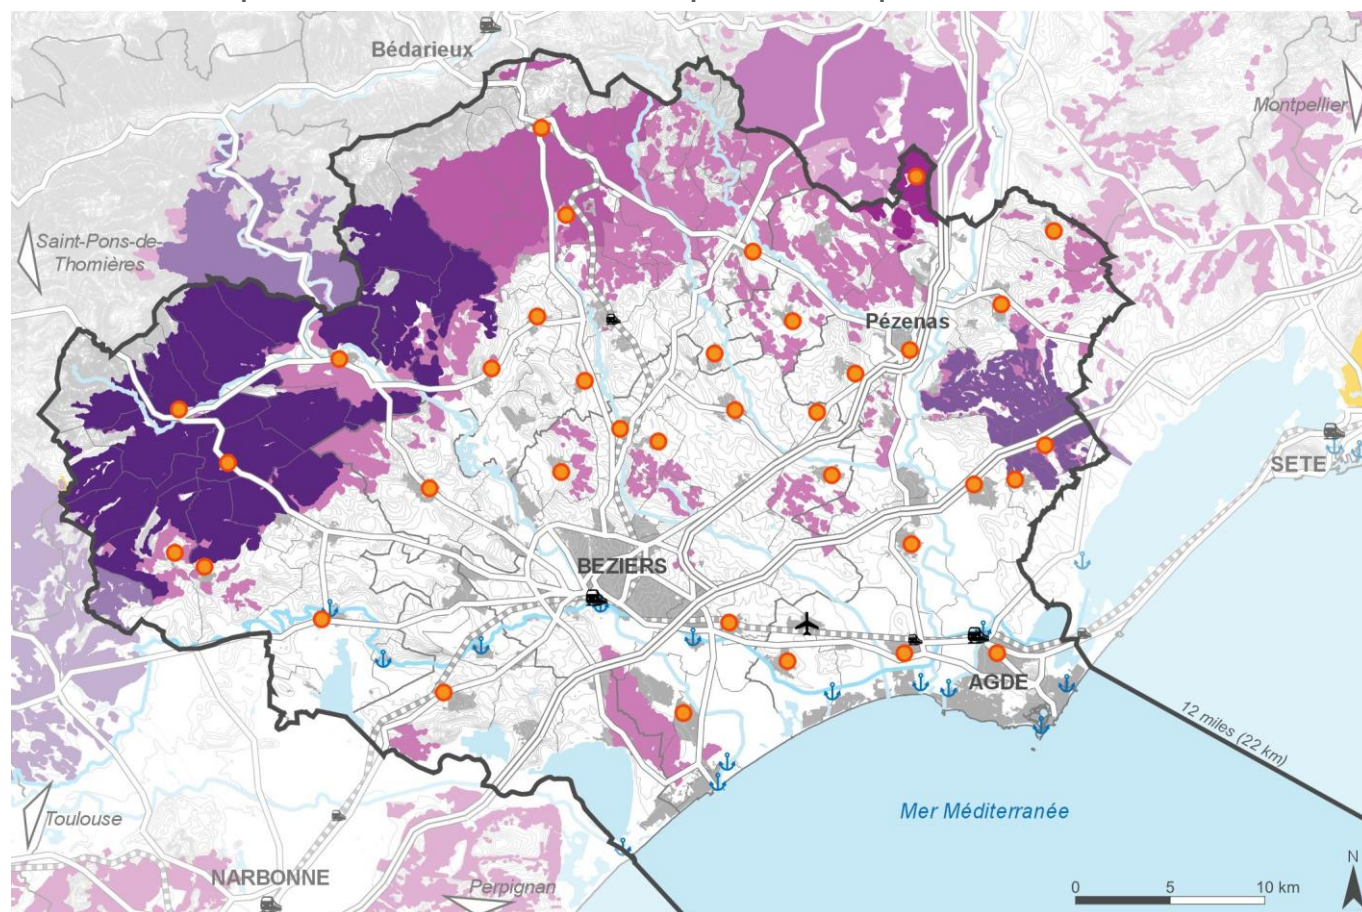 Bédarieux
Montpellier
Saint-Pons-de-
Thomières
Pézenas
SETE
BEZIERS
AGDE
12 miles (22 km)
Toulouse
Mer Méditerranée
NARBONNE
Perpignan
N
0 5 10 km